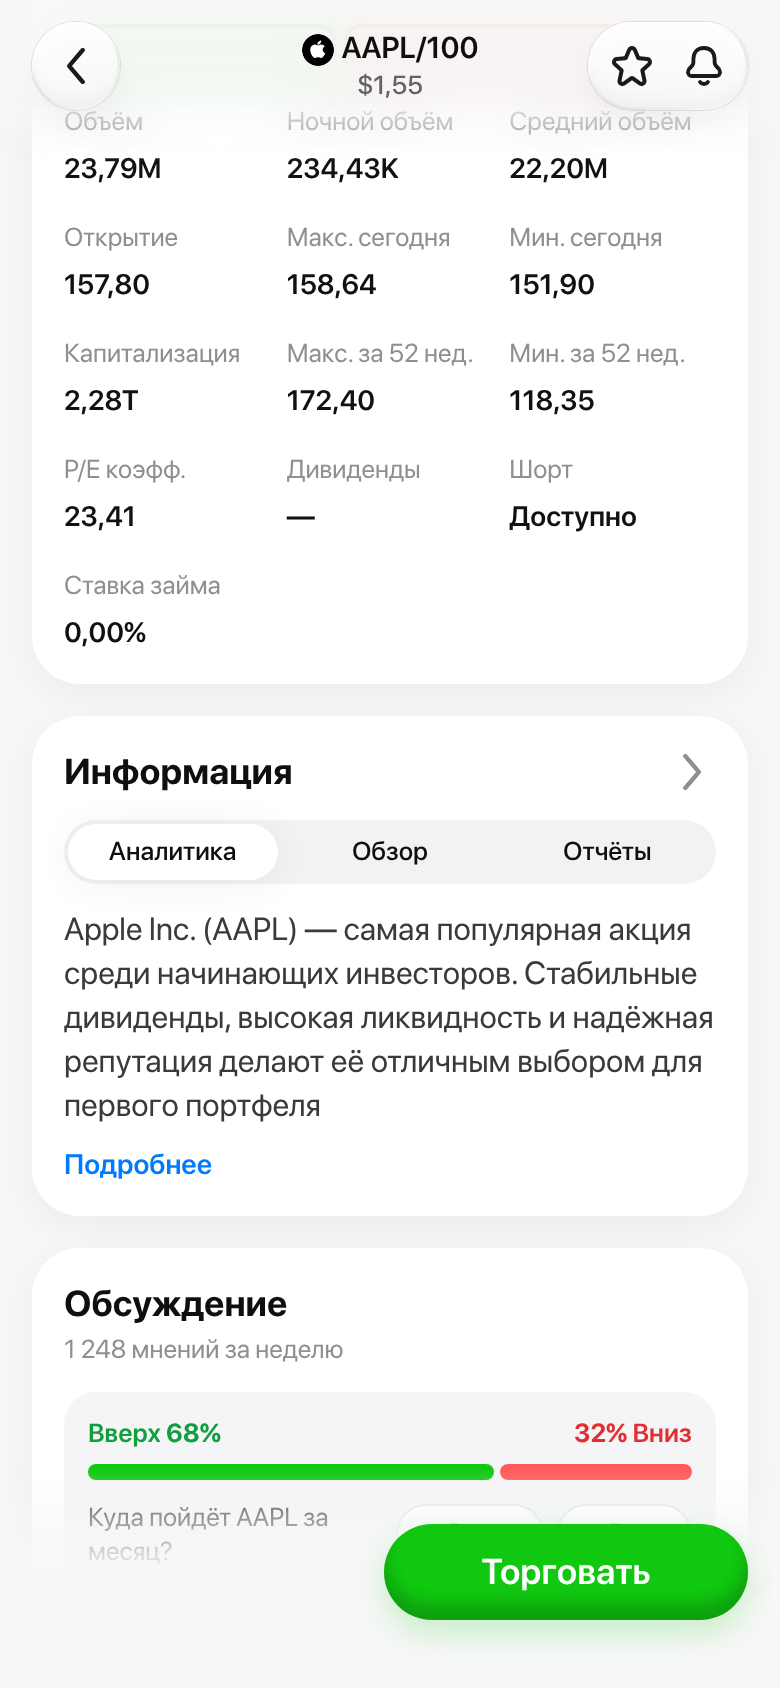 AAPL/100
$1,55
Объём Ночной объём Средний объём
23,79M 234,43K 22,20M
Открытие Макс. сегодня Мин. сегодня
157,80 158,64 151,90
Капитализация Макс. за 52 нед. Мин. за 52 нед.
2,28T 172,40 118,35
P/E коэфф. Дивиденды Шорт
23,41 — Доступно
Ставка займа
0,00%
Информация
Аналитика Обзор Отчёты
Apple Inc. (AAPL) — самая популярная акция
среди начинающих инвесторов. Стабильные
дивиденды, высокая ликвидность и надёжная
репутация делают её отличным выбором для
первого портфеля
Подробнее
Обсуждение
1 248 мнений за неделю
Вверх 68% 32% Вниз
Куда пойдёт AAPL за
месяц?
Торговать